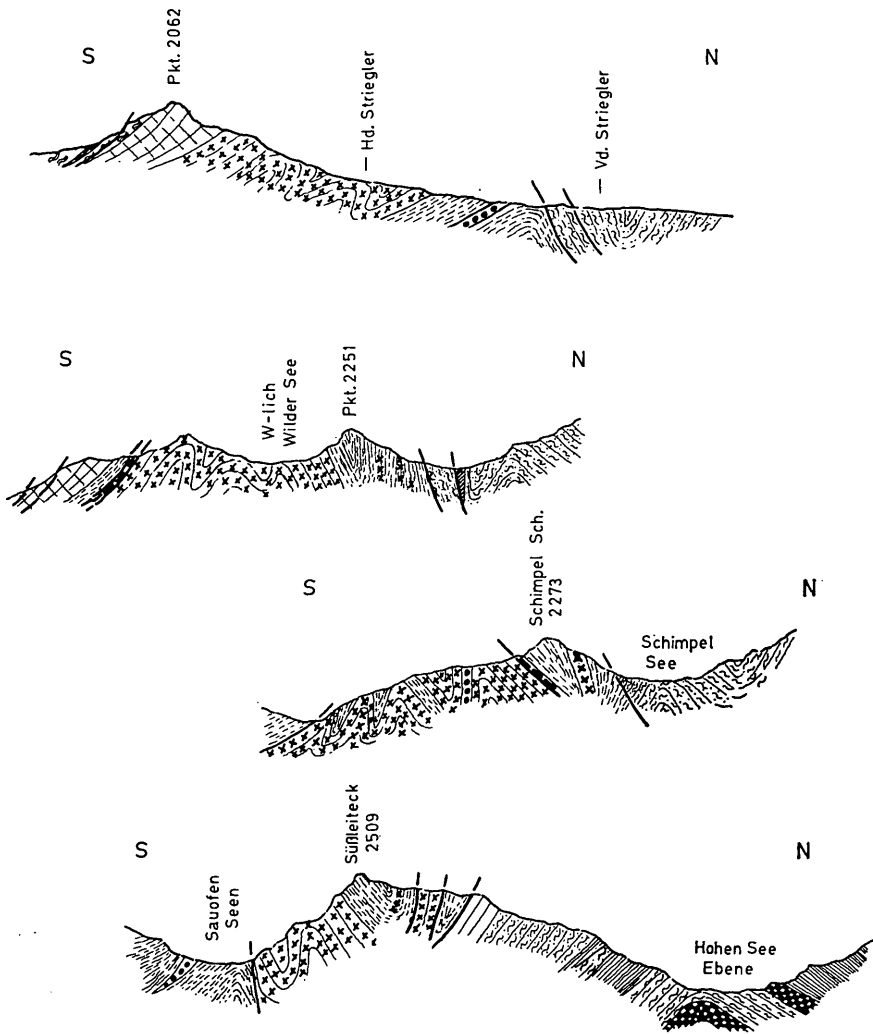 S
Pkt. 2062
– Hd. Striegler
– Vd. Striegler
N
S
W-lich
Wilder See
Pkt. 2251
N
S
Schimpel Sch.
2273
Schimpel
See
N
S
Sauofen
Seen
Süßleiteck
2509
Hohen See
Ebene
N